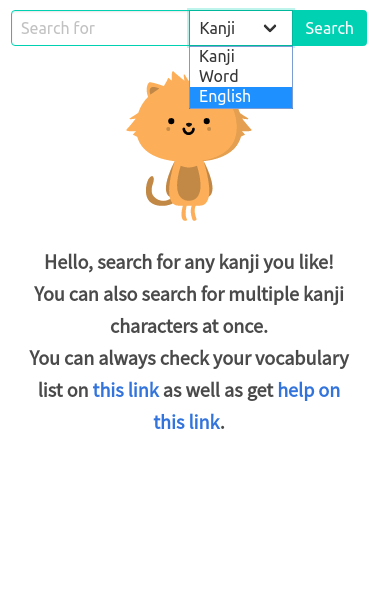 Search for Kanji Search
Kanji
Word
English
Hello, search for any kanji you like!
You can also search for multiple kanji
characters at once.
You can always check your vocabulary
list on this link as well as get help on
this link.